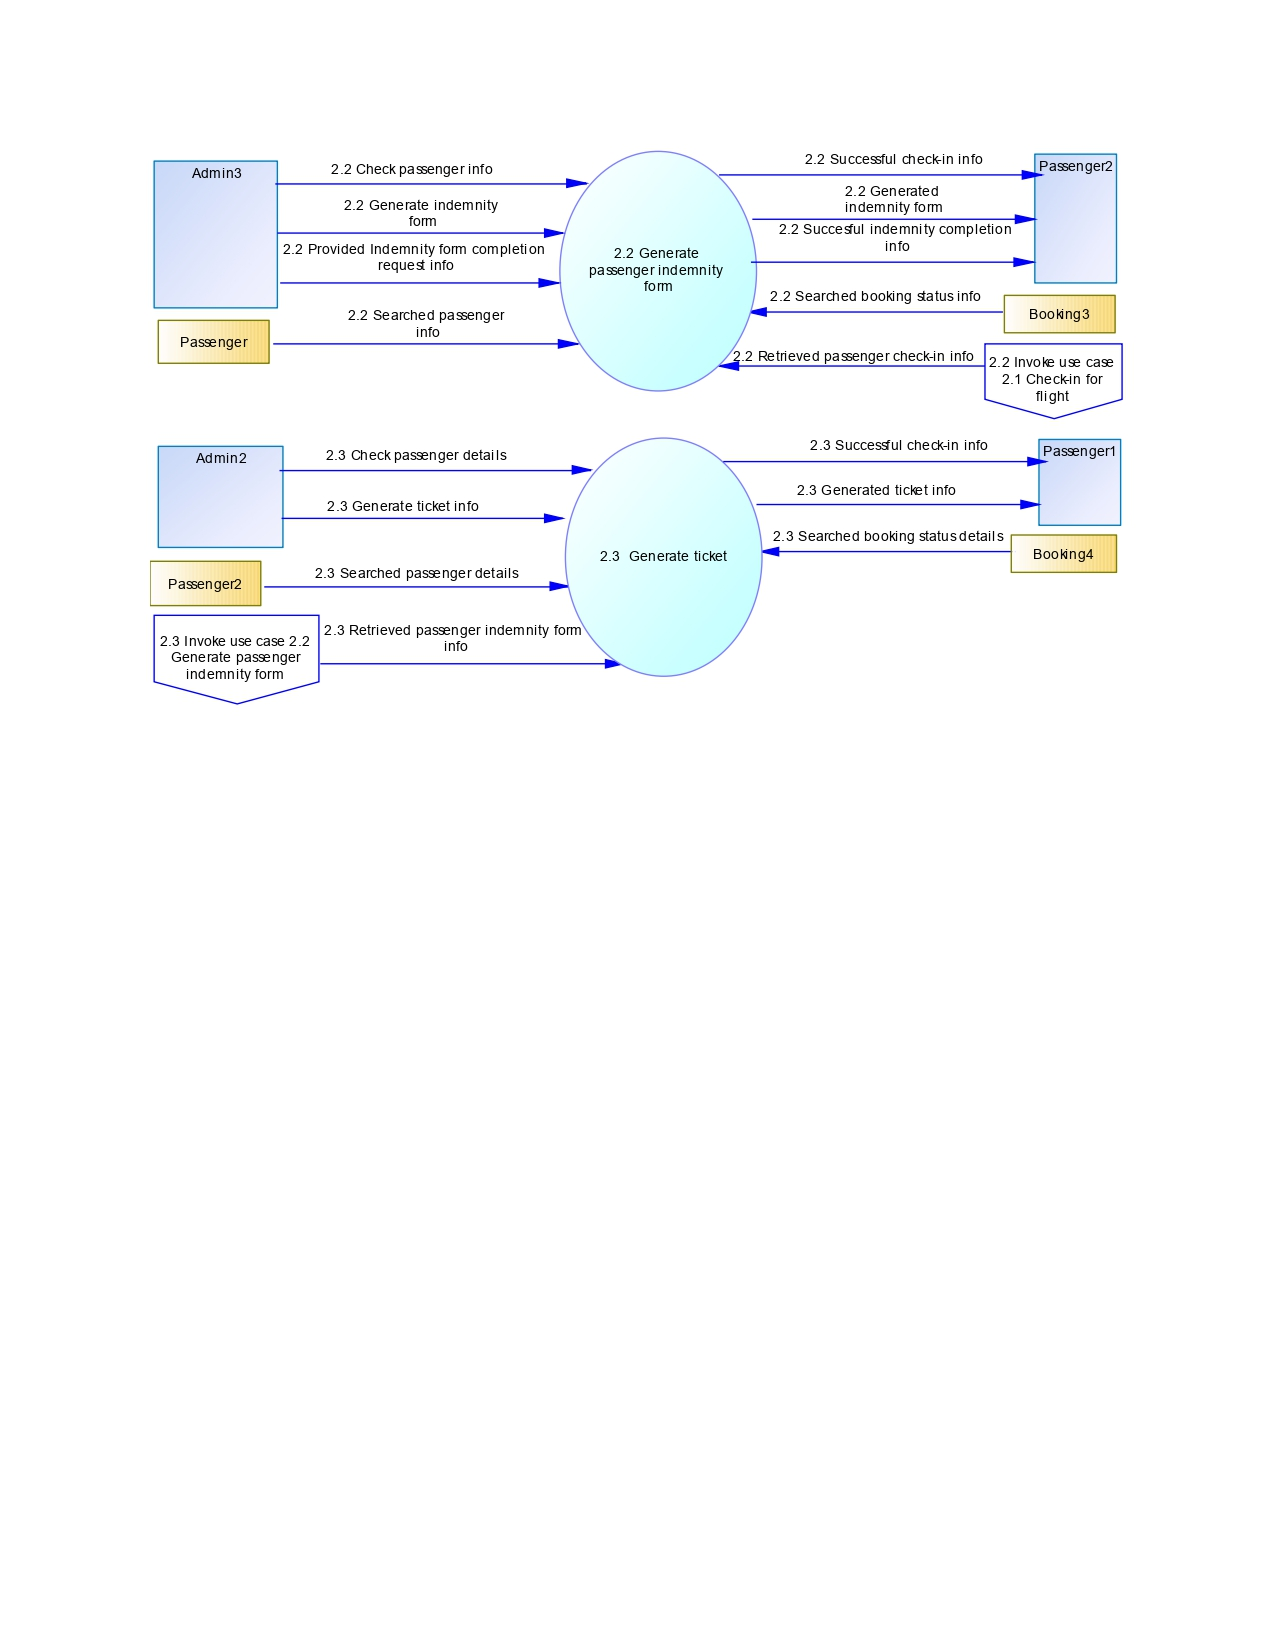 Admin3
2.2 Check passenger info
2.2 Generate indemnity
form
2.2 Provided Indemnity form completion
request info
Passenger
2.2 Searched passenger
info
2.2 Generate
passenger indemnity
form
2.2 Successful check-in info
Passenger2
2.2 Generated
indemnity form
2.2 Succesful indemnity completion
info
2.2 Searched booking status info
Booking3
2.2 Retrieved passenger check-in info
2.2 Invoke use case
2.1 Check-in for
flight
Admin2
2.3 Check passenger details
2.3 Generate ticket info
Passenger2
2.3 Searched passenger details
2.3 Invoke use case 2.2
Generate passenger
indemnity form
2.3 Retrieved passenger indemnity form
info
2.3 Generate ticket
2.3 Successful check-in info
Passenger1
2.3 Generated ticket info
2.3 Searched booking status details
Booking4